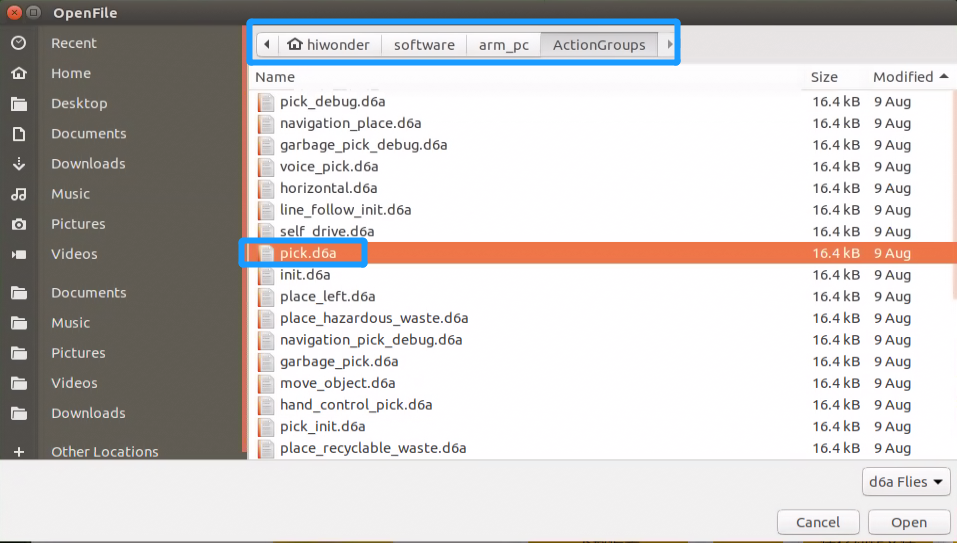 OpenFile
Recent
Home
Desktop
Documents
Downloads
Music
Pictures
Videos
Documents
Music
Pictures
Videos
Downloads
Other Locations
hiwonder software arm_pc ActionGroups
Name Size Modified
pick_debug.d6a 16.4 kB 9 Aug
navigation_place.d6a 16.4 kB 9 Aug
garbage_pick_debug.d6a 16.4 kB 9 Aug
voice_pick.d6a 16.4 kB 9 Aug
horizontal.d6a 16.4 kB 9 Aug
line_follow_init.d6a 16.4 kB 9 Aug
self_drive.d6a 16.4 kB 9 Aug
pick.d6a 16.4 kB 9 Aug
init.d6a 16.4 kB 9 Aug
place_left.d6a 16.4 kB 9 Aug
place_hazardous_waste.d6a 16.4 kB 9 Aug
navigation_pick_debug.d6a 16.4 kB 9 Aug
garbage_pick.d6a 16.4 kB 9 Aug
move_object.d6a 16.4 kB 9 Aug
hand_control_pick.d6a 16.4 kB 9 Aug
pick_init.d6a 16.4 kB 9 Aug
place_recyclable_waste.d6a 16.4 kB 9 Aug
d6a Flies
Cancel Open